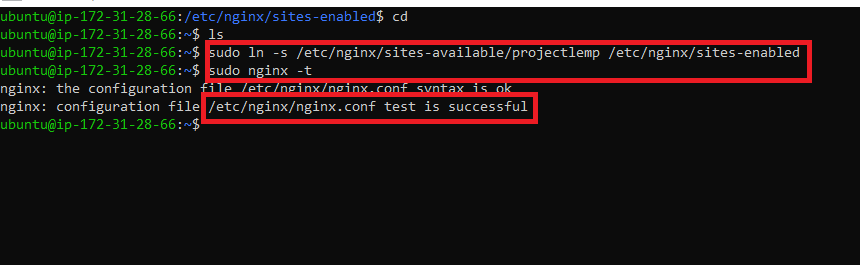 ubuntu@ip-172-31-28-66:/etc/nginx/sites-enabled$ cd
ubuntu@ip-172-31-28-66:~$ ls
ubuntu@ip-172-31-28-66:~$ sudo ln -s /etc/nginx/sites-available/projectlemp /etc/nginx/sites-enabled
ubuntu@ip-172-31-28-66:~$ sudo nginx -t
nginx: the configuration file /etc/nginx/nginx.conf syntax is ok
nginx: configuration file /etc/nginx/nginx.conf test is successful
ubuntu@ip-172-31-28-66:~$